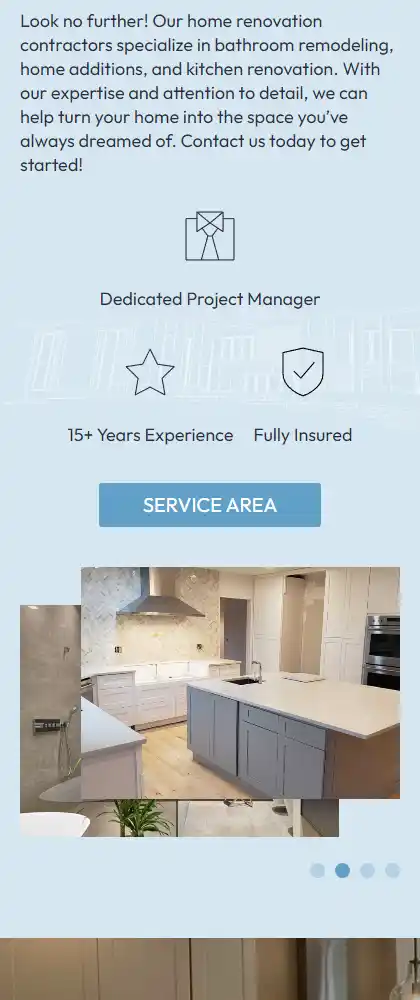 Look no further! Our home renovation
contractors specialize in bathroom remodeling,
home additions, and kitchen renovation. With
our expertise and attention to detail, we can
help turn your home into the space you’ve
always dreamed of. Contact us today to get
started!
Dedicated Project Manager
15+ Years Experience
Fully Insured
SERVICE AREA